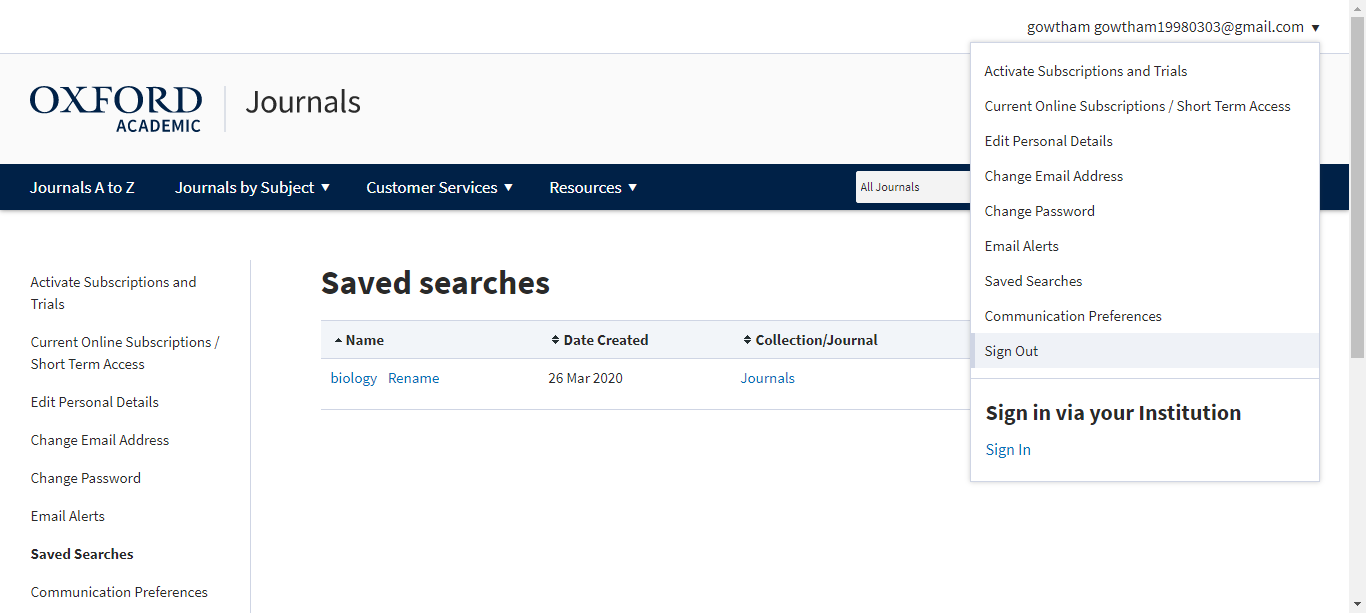 gowtham gowtham19980303@gmail.com
OXFORD
ACADEMIC
Journals
Journals A to Z
Journals by Subject
Customer Services
Resources
All Journals
Activate Subscriptions and Trials
Current Online Subscriptions / Short Term Access
Edit Personal Details
Change Email Address
Change Password
Email Alerts
Saved Searches
Communication Preferences
Sign Out
Sign in via your Institution
Sign In
Activate Subscriptions and
Trials
Current Online Subscriptions /
Short Term Access
Edit Personal Details
Change Email Address
Change Password
Email Alerts
Saved Searches
Communication Preferences
Saved searches
Name Date Created Collection/Journal
biology Rename 26 Mar 2020 Journals